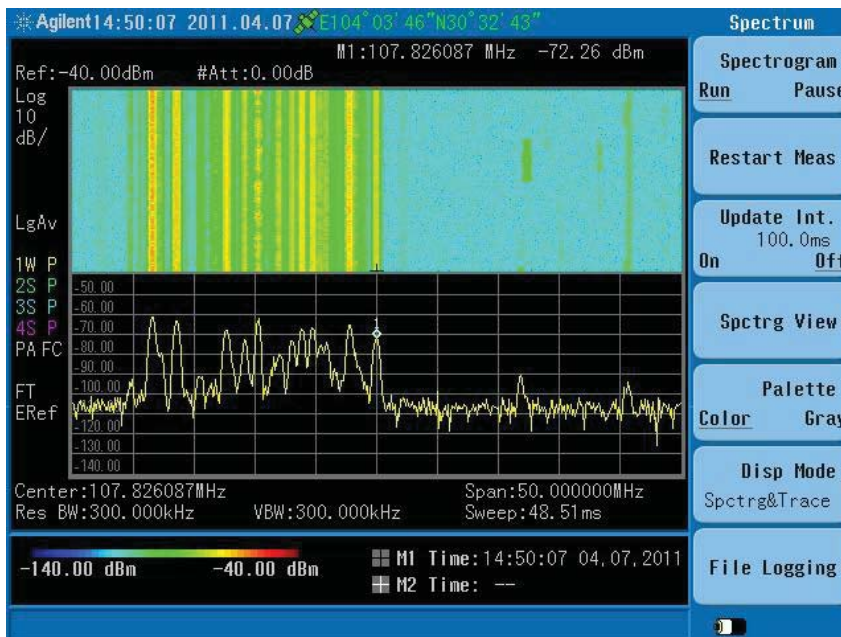 Agilent 14:50:07 2011.04.07 E104°03'46"N30°32'43"
Spectrum
M1:107.826087 MHz -72.26 dBm
Ref:-40.00dBm #Att:0.00dB
Log
10
dB/
LgAv
1W P
2S P
3S P
4S P
PA FC
FT
ERef
-50.00
-60.00
-70.00
-80.00
-90.00
-100.00
-120.00
-130.00
-140.00
1
Center:107.826087MHz Span:50.000000MHz
Res BW:300.000kHz VBW:300.000kHz Sweep:48.51ms
-140.00 dBm -40.00 dBm
M1 Time:14:50:07 04,07,2011
M2 Time: --
Spectrogram
Run Pause
Restart Meas
Update Int.
100.0ms
On Off
Spctrg View
Palette
Color Gray
Disp Mode
Spctrg&Trace
File Logging